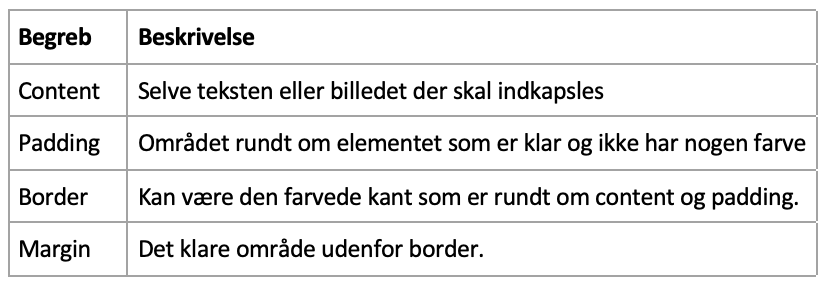 Begreb Beskrivelse
Content Selve teksten eller billedet der skal indkapsles
Padding Området rundt om elementet som er klar og ikke har nogen farve
Border Kan være den farvede kant som er rundt om content og padding.
Margin Det klare område udenfor border.